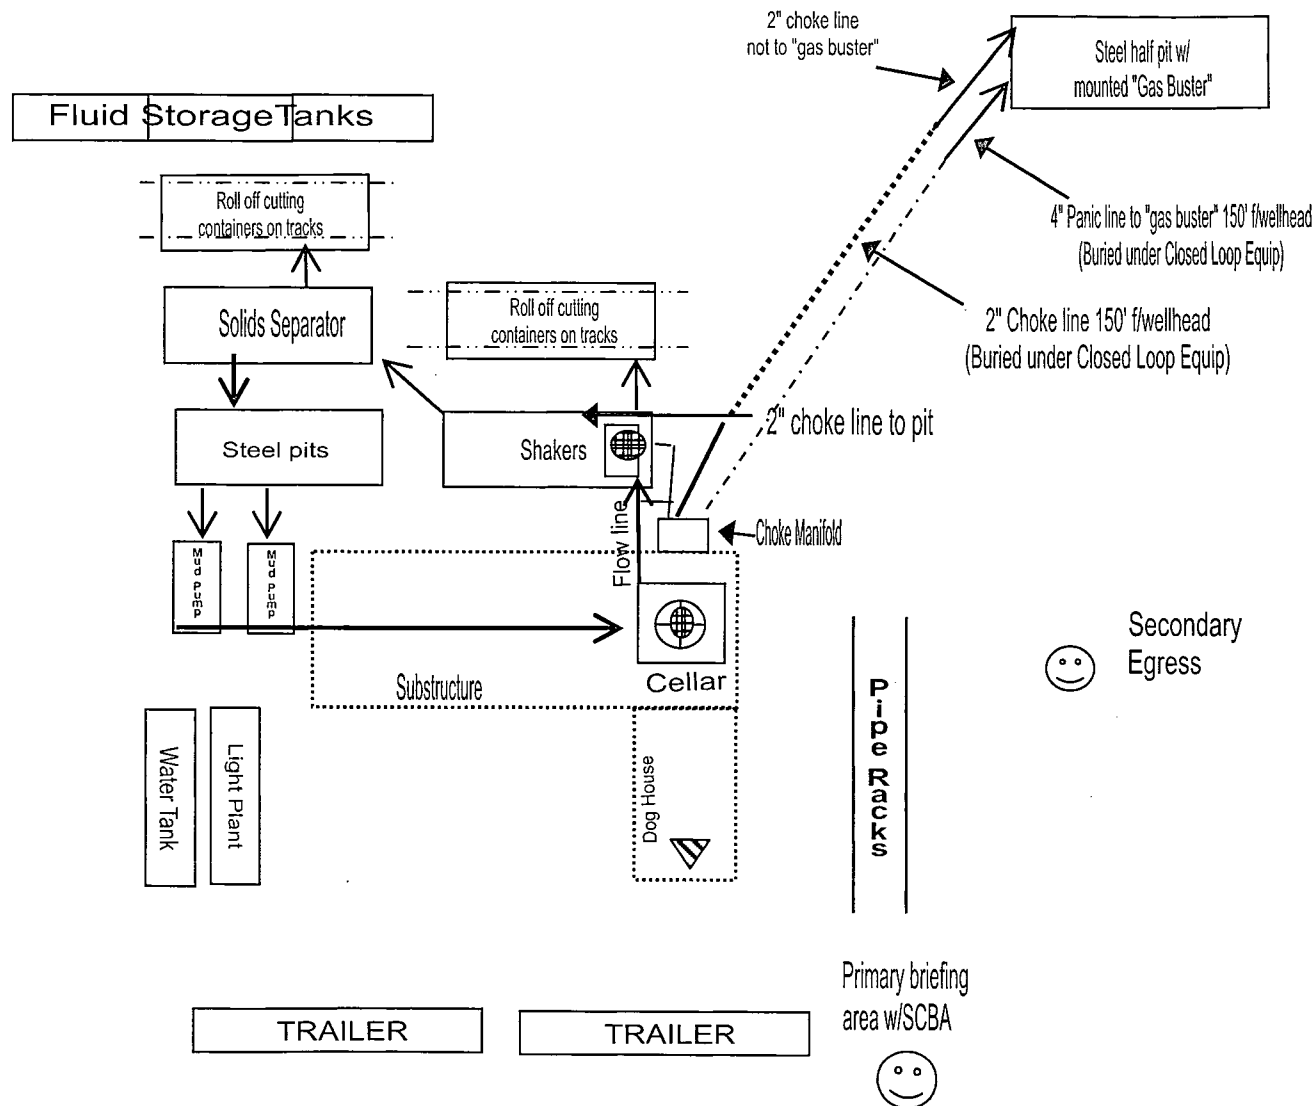 2" choke line
not to "gas buster"
Steel half pit w/
mounted "Gas Buster"
Fluid StorageTanks
Roll off cutting
containers on tracks
4" Panic line to "gas buster" 150' f/wellhead
(Buried under Closed Loop Equip)
Solids Separator
Roll off cutting
containers on tracks
2" Choke line 150' f/wellhead
(Buried under Closed Loop Equip)
2" choke line to pit
Steel pits
Shakers
Flow line
Choke Manifold
Mud Pump
Mud Pump
Secondary
Egress
Substructure
Cellar
Pipe Racks
Water Tank
Light Plant
Dog House
Primary briefing
area w/SCBA
TRAILER
TRAILER